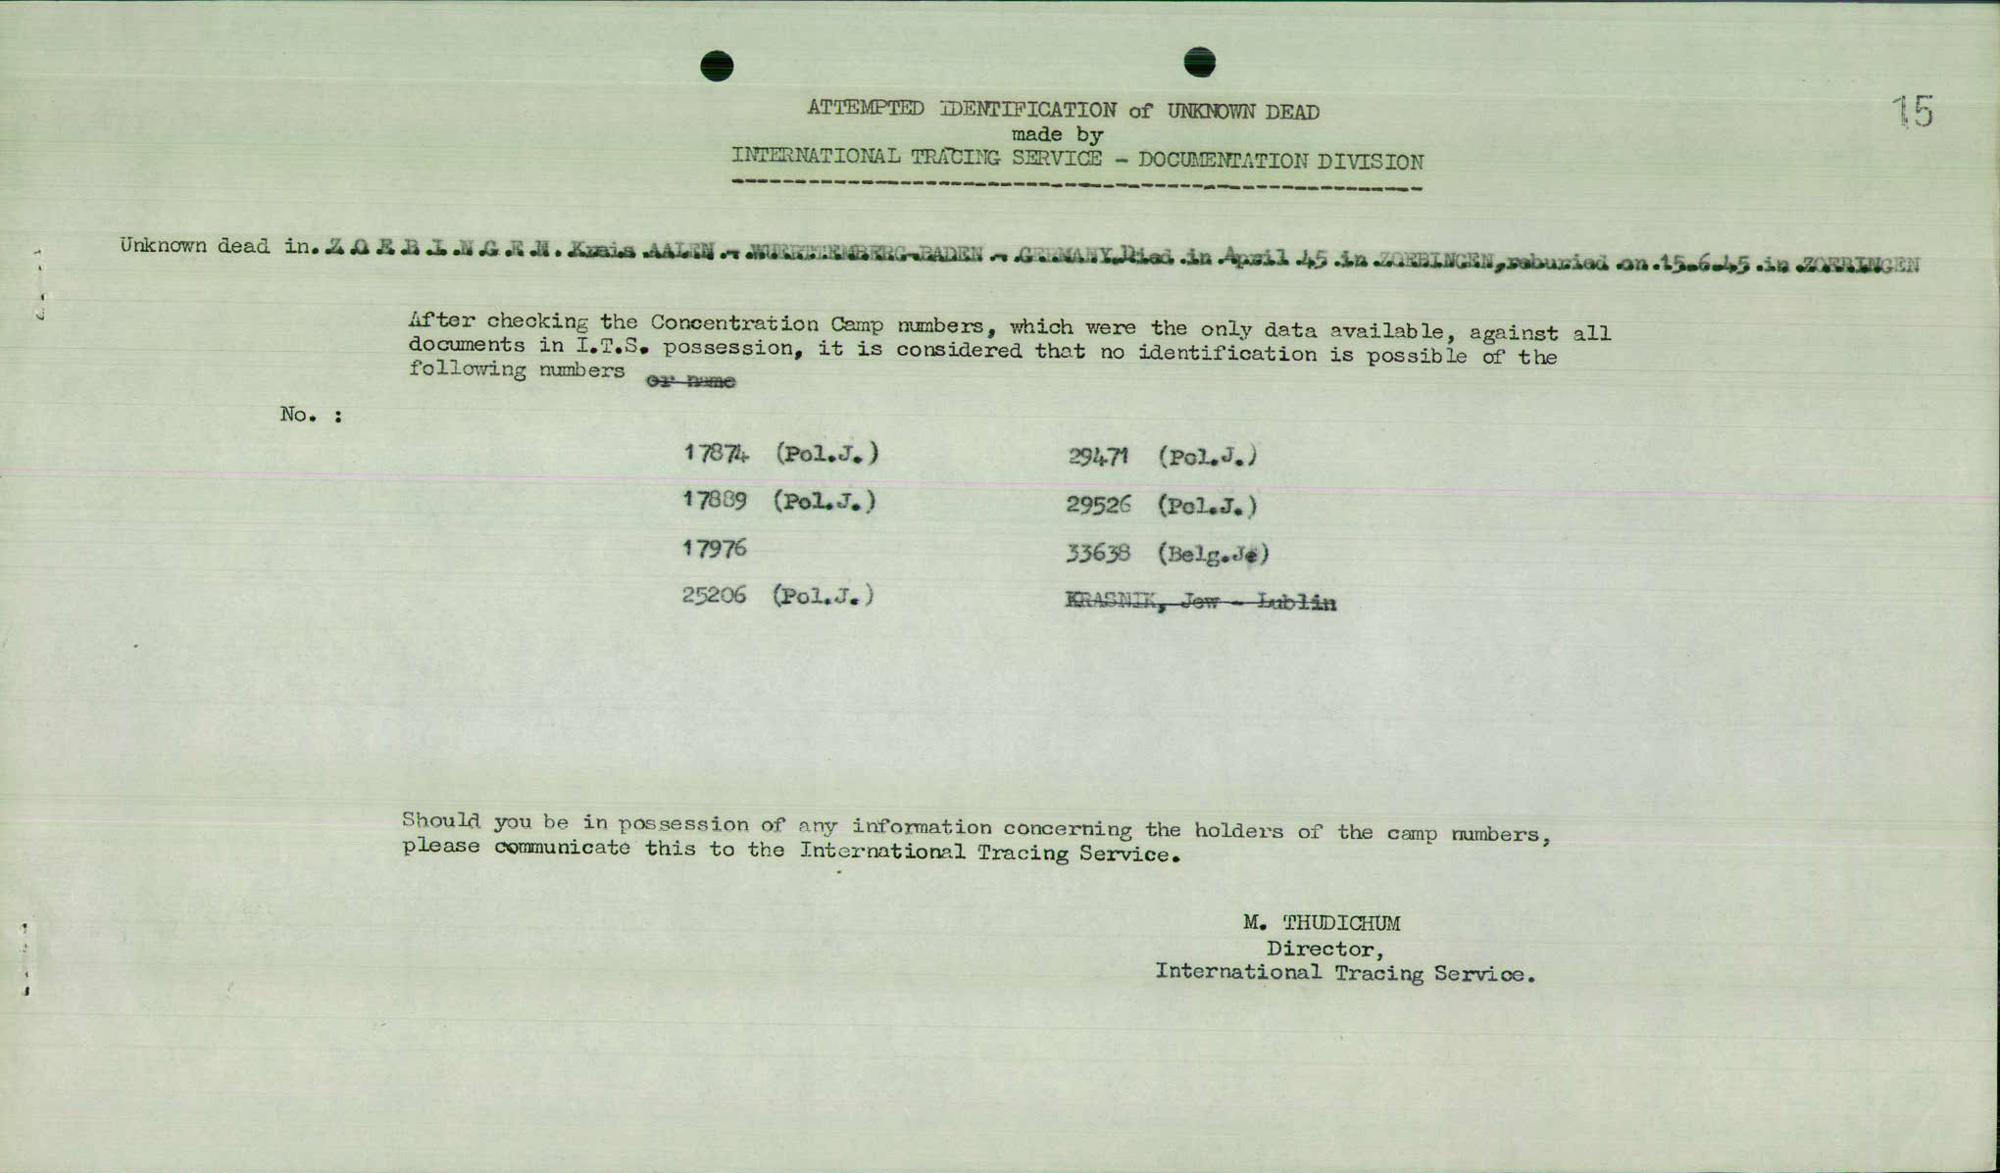 15
ATTEMPTED IDENTIFICATION of UNKNOWN DEAD
made by
INTERNATIONAL TRACING SERVICE - DOCUMENTATION DIVISION
Unknown dead in. Z O E B I N G E N. Kreis AALEN - WUERTTEMBERG-BADEN - GERMANY. Died in April 45 in ZOEBINGEN, reburied on 15.6.45 in ZOEBINGEN
After checking the Concentration Camp numbers, which were the only data available, against all
documents in I.T.S. possession, it is considered that no identification is possible of the
following numbers or name
No. :
17874 (Pol.J.) 29471 (Pol.J.)
17889 (Pol.J.) 29526 (Pol.J.)
17976 33638 (Belg.Je)
25206 (Pol.J.) KRASNIK, Jew - Lublin
Should you be in possession of any information concerning the holders of the camp numbers,
please communicate this to the International Tracing Service.
M. THUDICHUM
Director,
International Tracing Service.